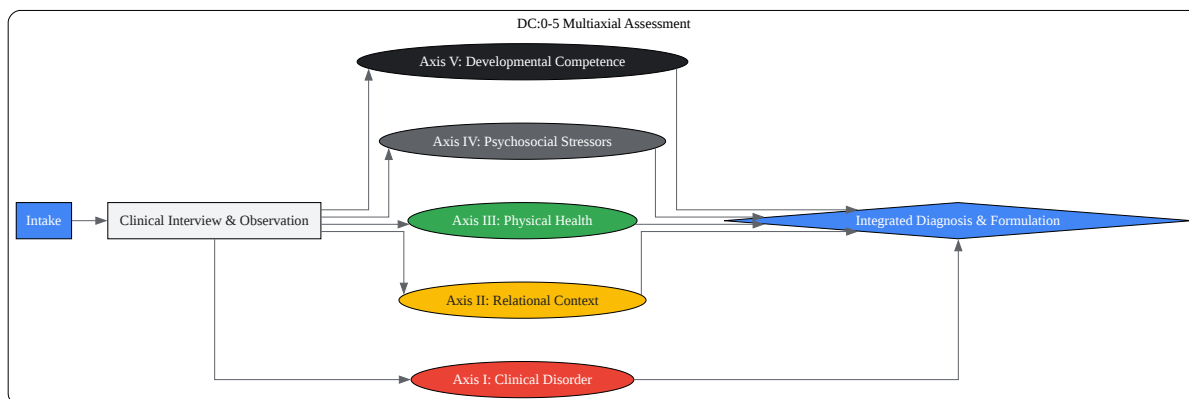 DC:0-5 Multiaxial Assessment
Axis V: Developmental Competence
Axis IV: Psychosocial Stressors
Intake
Clinical Interview & Observation
Axis III: Physical Health
Integrated Diagnosis & Formulation
Axis II: Relational Context
Axis I: Clinical Disorder